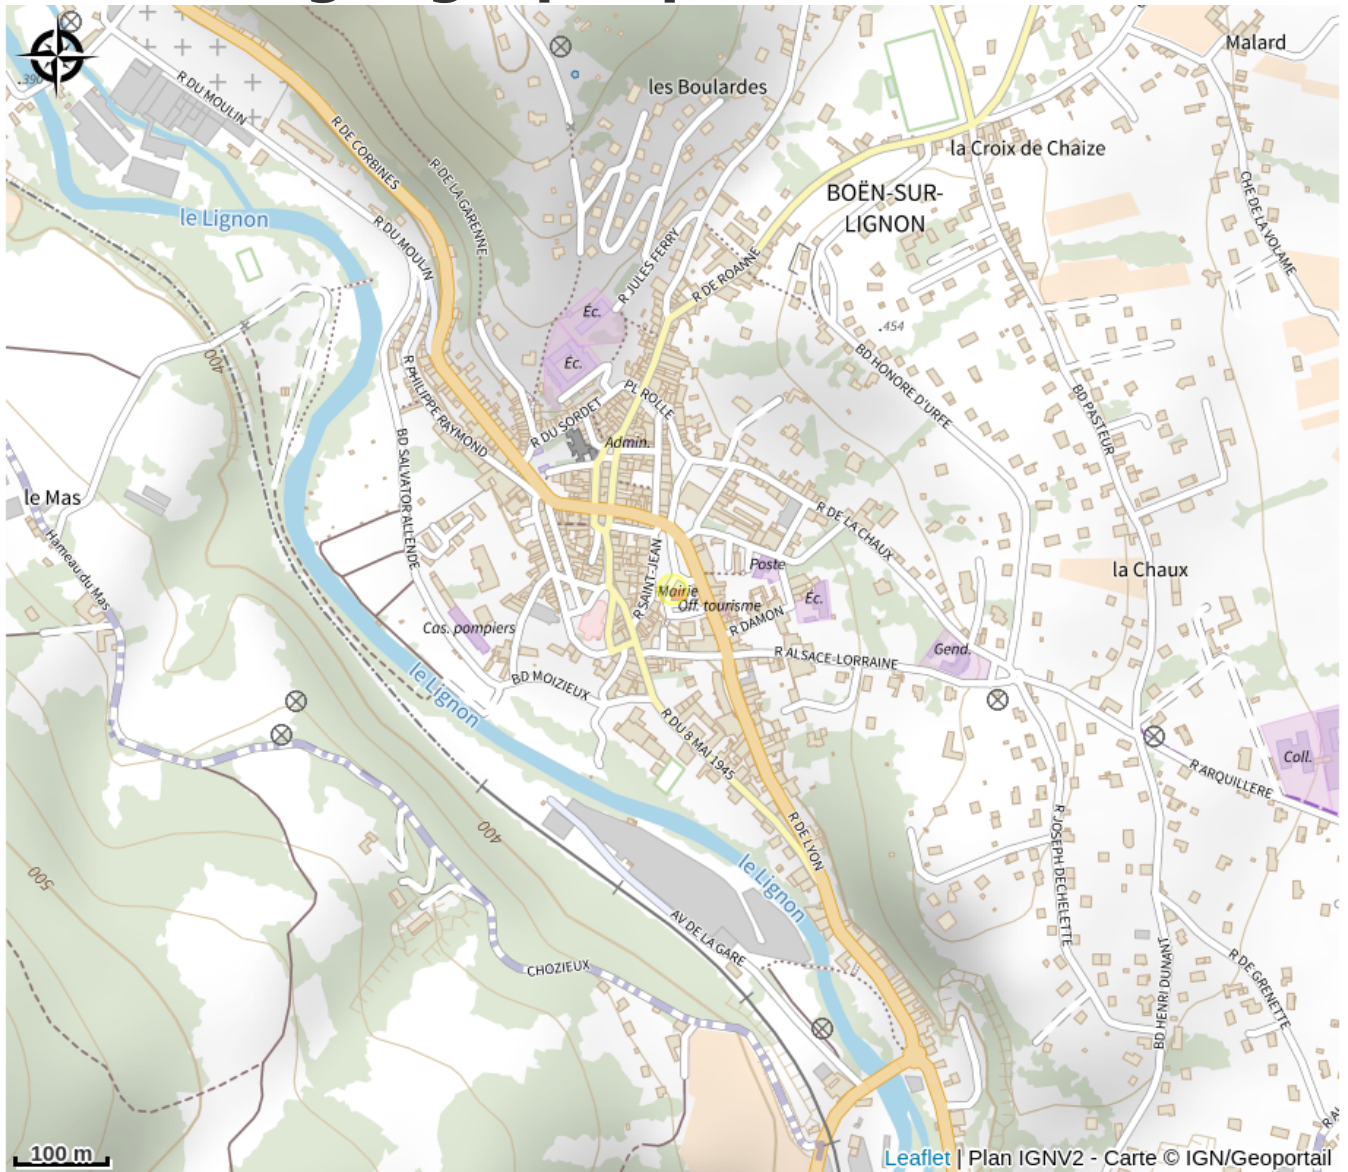 Malard
les Boulardes
.390
R DU MOULIN
R DE CORBINES
la Croix de Chaize
R DE LA GARENNE
CHE DE LA VOLAME
BOËN-SUR-
LIGNON
le Lignon
R DU MOULIN
R JULES FERRY
R DE ROANNE
Éc.
.454
400
Éc.
BD HONORE D'URFE
R PHILIPPE RAYMOND
PL ROLLE
BD PASTEUR
R DU SORDET
Admin.
BD SALVATOR ALLENDE
le Mas
R DE LA CHAUX
Hameau du Mas
R SAINT-JEAN
Poste
la Chaux
Mairie
Éc.
Off. tourisme
Cas. pompiers
R DAMON
R ALSACE-LORRAINE
Gend.
le Lignon
BD MOIZIEUX
R DU 8 MAI 1945
Coll.
R ARQUILLERE
400
R DE LYON
R JOSEPH DECHELETTE
500
le Lignon
AV DE LA GARE
CHOZIEUX
BD HENRI DUNANT
R DE GRENETTE
100 m
Leaflet | Plan IGNV2 - Carte © IGN/Geoportail